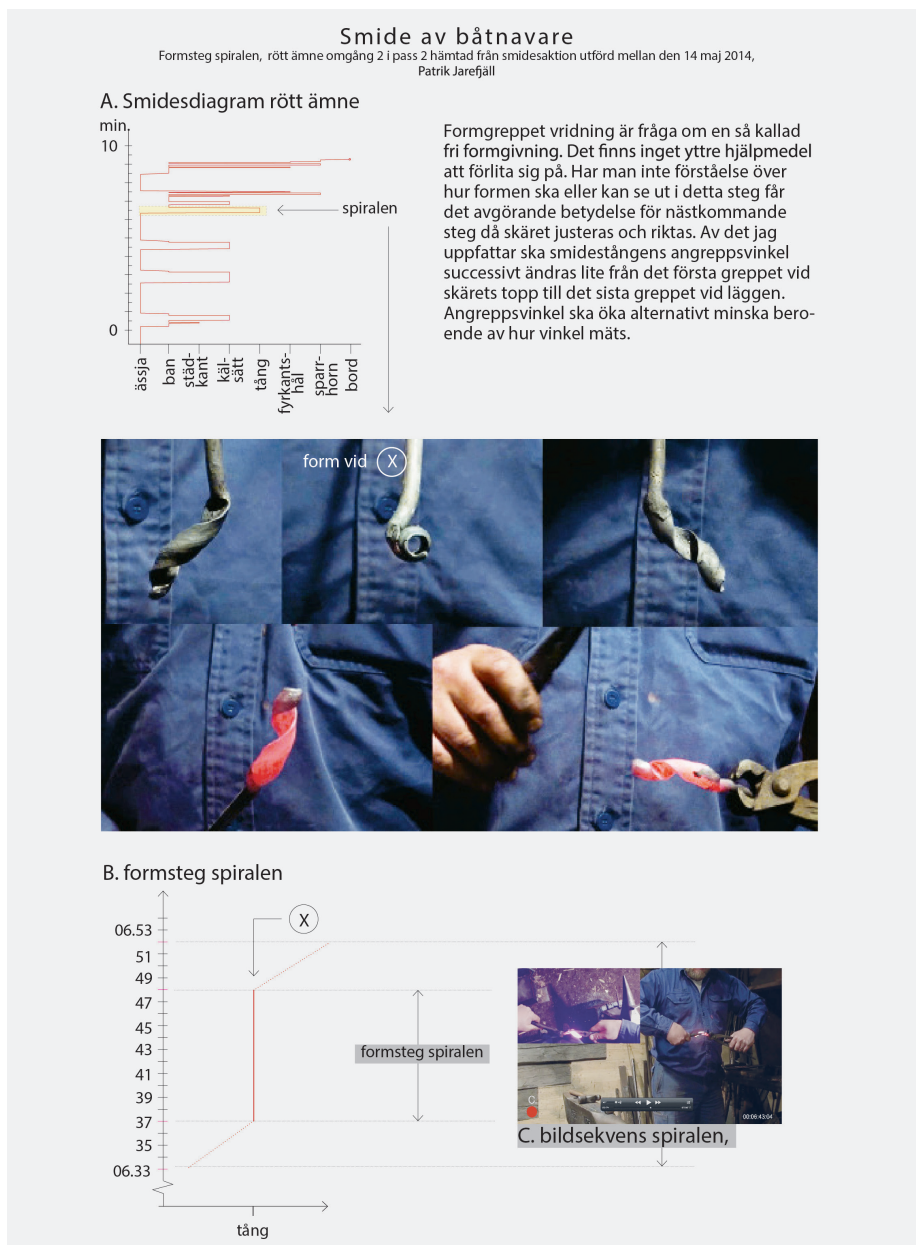 Smide av båtnavare
Formsteg spiralen, rött ämne omgång 2 i pass 2 hämtad från smidesaktion utförd mellan den 14 maj 2014,
Patrik Jarefjäll
A. Smidesdiagram rött ämne
min.
10
0
spiralen
ässja
ban
städ-
kant
käl-
sätt
tång
fyrkants-
hål
sparr-
horn
bord
Formgreppet vridning är fråga om en så kallad
fri formgivning. Det finns inget yttre hjälpmedel
att förlita sig på. Har man inte förståelse över
hur formen ska eller kan se ut i detta steg får
det avgörande betydelse för nästkommande
steg då skäret justeras och riktas. Av det jag
uppfattar ska smidestångens angreppsvinkel
successivt ändras lite från det första greppet vid
skärets topp till det sista greppet vid läggen.
Angreppsvinkel ska öka alternativt minska bero-
ende av hur vinkel mäts.
form vid X
B. formsteg spiralen
X
06.53
51
49
47
45
43
41
39
37
35
06.33
tång
formsteg spiralen
C.
00:06:43:04
C. bildsekvens spiralen,